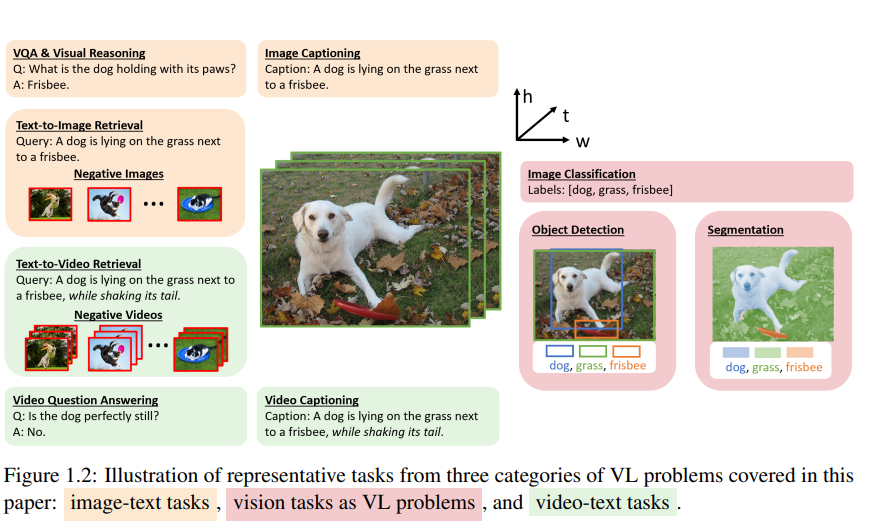 VQA & Visual Reasoning
Q: What is the dog holding with its paws?
A: Frisbee.
Image Captioning
Caption: A dog is lying on the grass next
to a frisbee.
Text-to-Image Retrieval
Query: A dog is lying on the grass next
to a frisbee.
Negative Images
...
Text-to-Video Retrieval
Query: A dog is lying on the grass next to
a frisbee, while shaking its tail.
Negative Videos
...
Video Question Answering
Q: Is the dog perfectly still?
A: No.
Video Captioning
Caption: A dog is lying on the grass next
to a frisbee, while shaking its tail.
h
t
w
Image Classification
Labels: [dog, grass, frisbee]
Object Detection
dog, grass, frisbee
Segmentation
dog, grass, frisbee
Figure 1.2: Illustration of representative tasks from three categories of VL problems covered in this
paper: image-text tasks , vision tasks as VL problems , and video-text tasks .